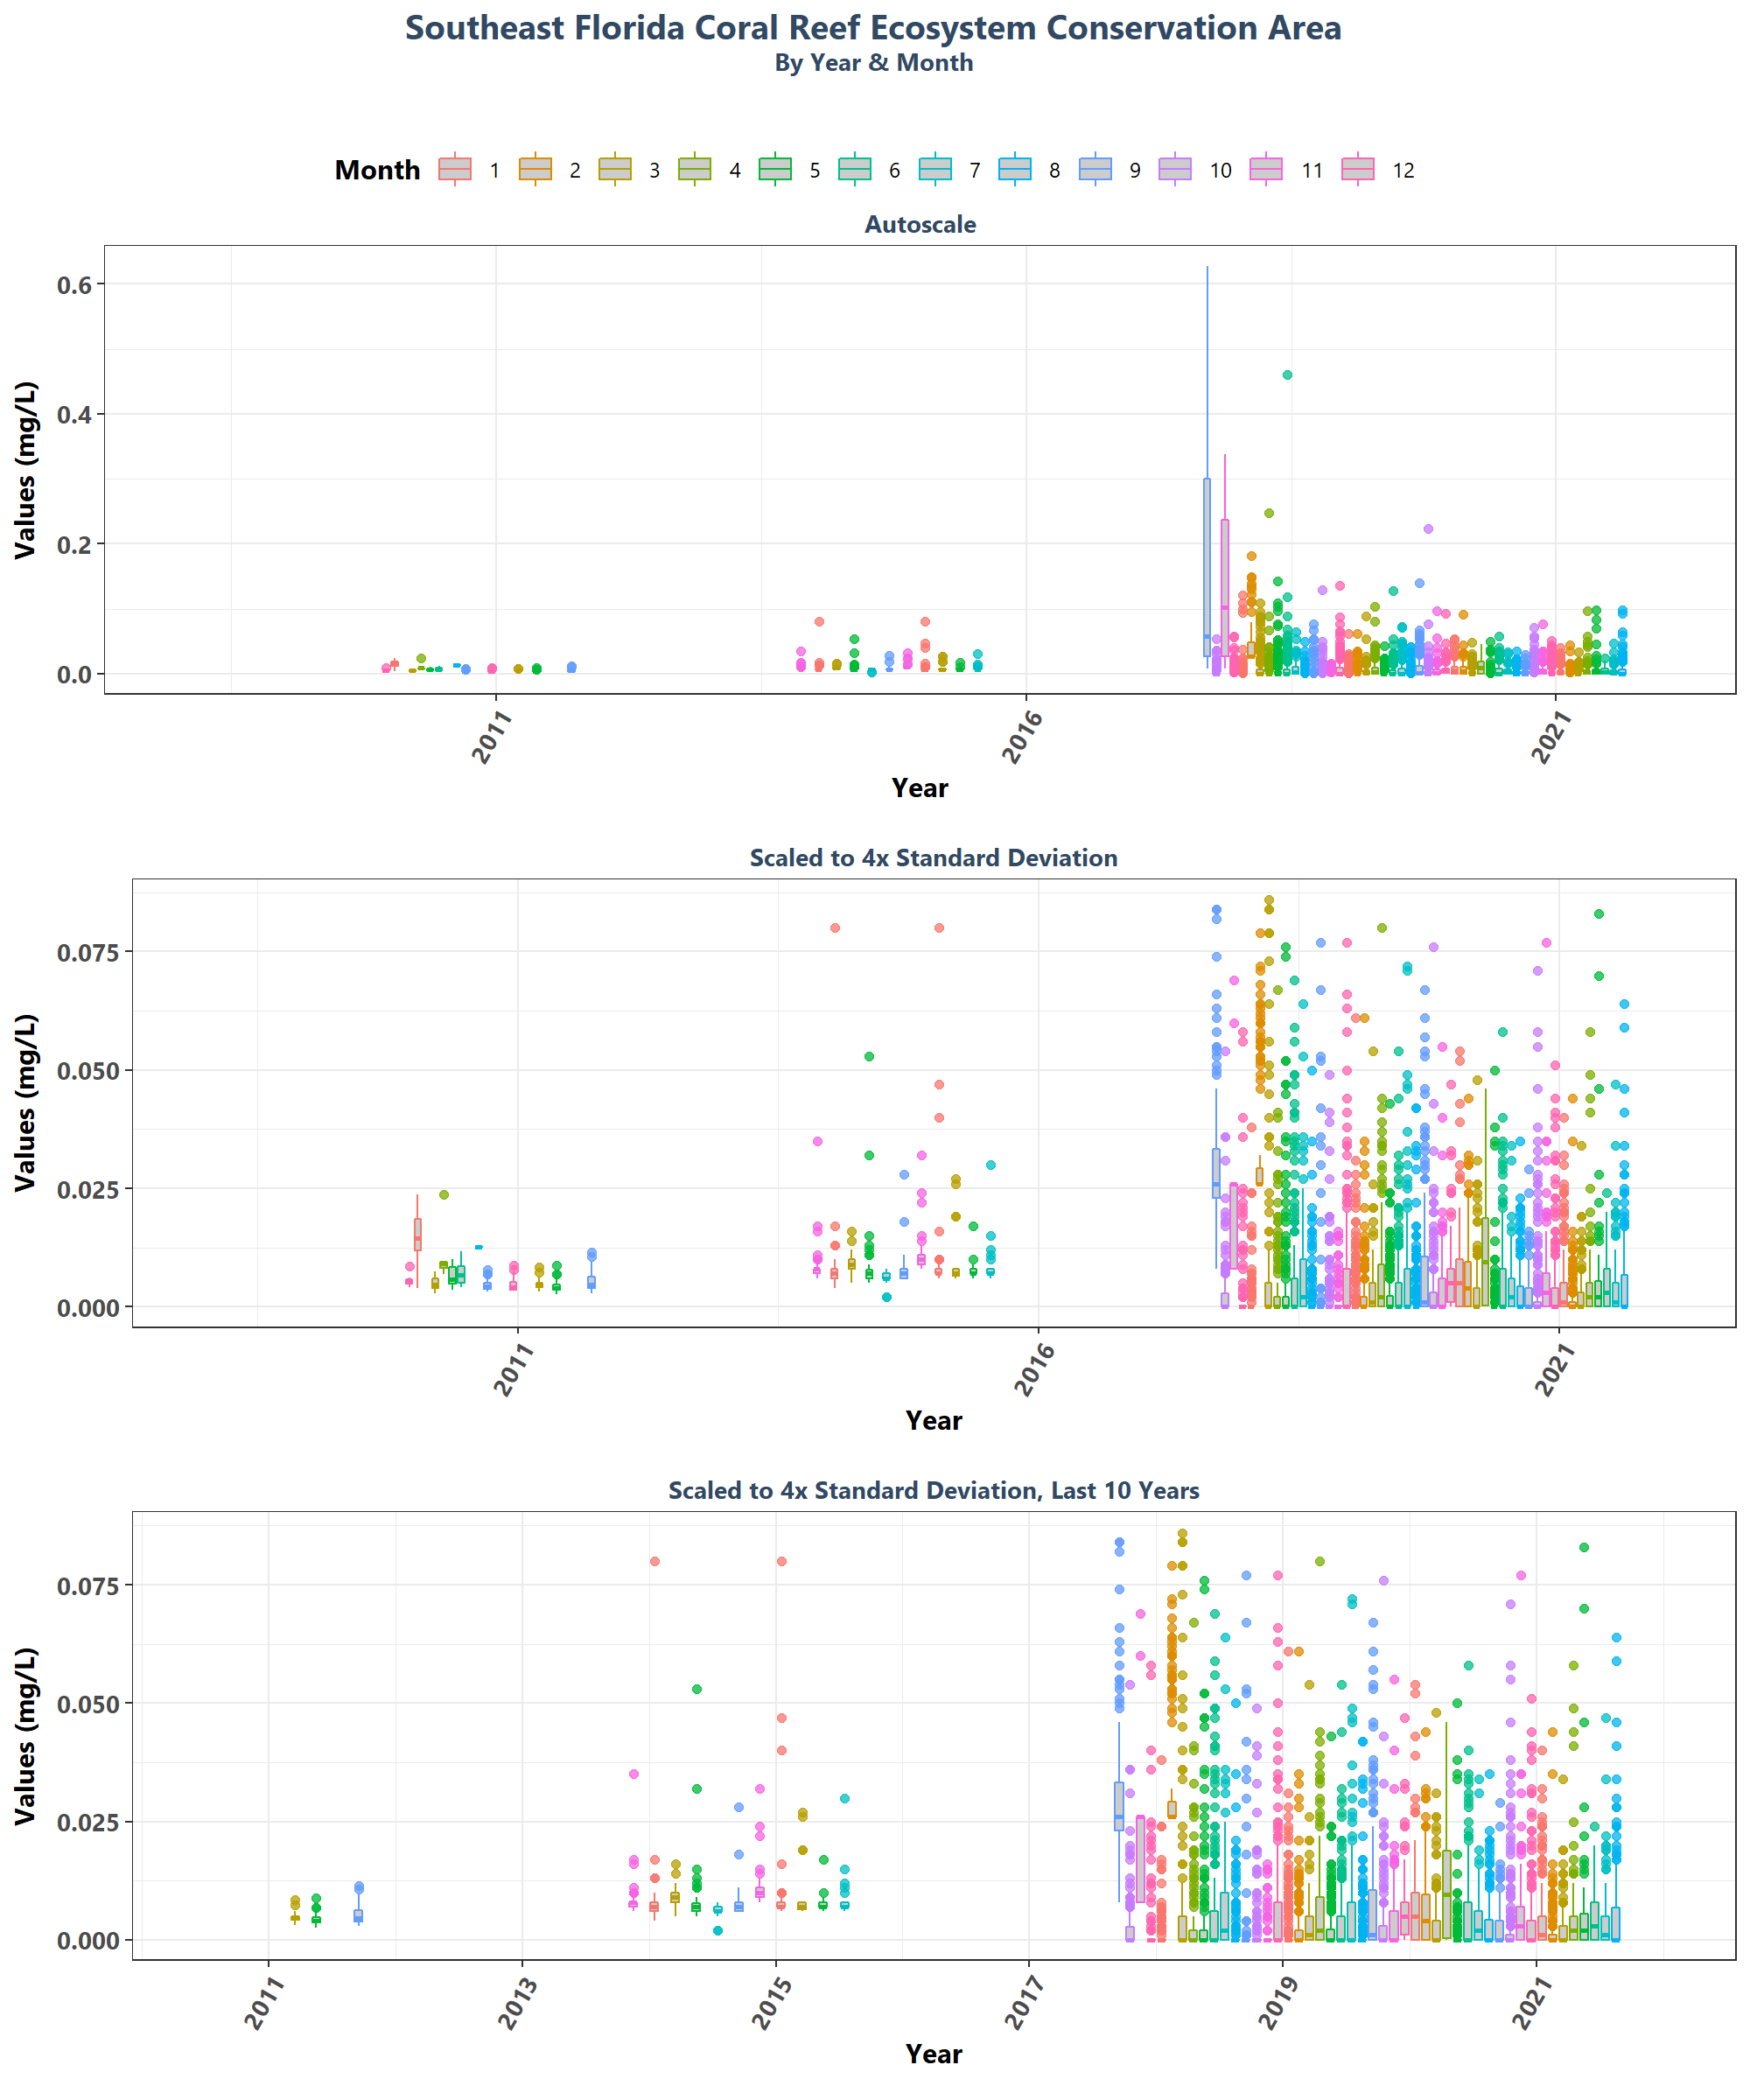 Southeast Florida Coral Reef Ecosystem Conservation Area
By Year & Month
Month 1 2 3 4 5 6 7 8 9 10 11 12
Autoscale
Values (mg/L)
0.6
0.4
0.2
0.0
2011 2016 2021
Year
Scaled to 4x Standard Deviation
Values (mg/L)
0.075
0.050
0.025
0.000
2011 2016 2021
Year
Scaled to 4x Standard Deviation, Last 10 Years
Values (mg/L)
0.075
0.050
0.025
0.000
2011 2013 2015 2017 2019 2021
Year